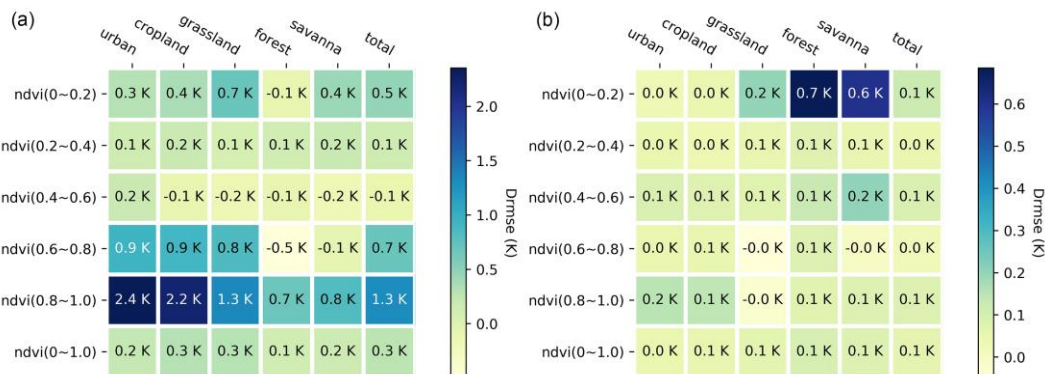 (a)
urban cropland grassland forest savanna total
ndvi(0~0.2) 0.3 K 0.4 K 0.7 K -0.1 K 0.4 K 0.5 K
ndvi(0.2~0.4) 0.1 K 0.2 K 0.1 K 0.1 K 0.2 K 0.1 K
ndvi(0.4~0.6) 0.2 K -0.1 K -0.2 K -0.1 K -0.2 K -0.1 K
ndvi(0.6~0.8) 0.9 K 0.9 K 0.8 K -0.5 K -0.1 K 0.7 K
ndvi(0.8~1.0) 2.4 K 2.2 K 1.3 K 0.7 K 0.8 K 1.3 K
ndvi(0~1.0) 0.2 K 0.3 K 0.3 K 0.1 K 0.2 K 0.3 K
2.0
1.5
1.0
0.5
0.0
Drmse (K)
(b)
urban cropland grassland forest savanna total
ndvi(0~0.2) 0.0 K 0.0 K 0.2 K 0.7 K 0.6 K 0.1 K
ndvi(0.2~0.4) 0.0 K 0.0 K 0.1 K 0.1 K 0.1 K 0.0 K
ndvi(0.4~0.6) 0.1 K 0.1 K 0.1 K 0.1 K 0.2 K 0.1 K
ndvi(0.6~0.8) 0.0 K 0.1 K -0.0 K 0.1 K -0.0 K 0.0 K
ndvi(0.8~1.0) 0.2 K 0.1 K -0.0 K 0.1 K 0.1 K 0.1 K
ndvi(0~1.0) 0.0 K 0.1 K 0.1 K 0.1 K 0.1 K 0.1 K
0.6
0.5
0.4
0.3
0.2
0.1
0.0
Drmse (K)